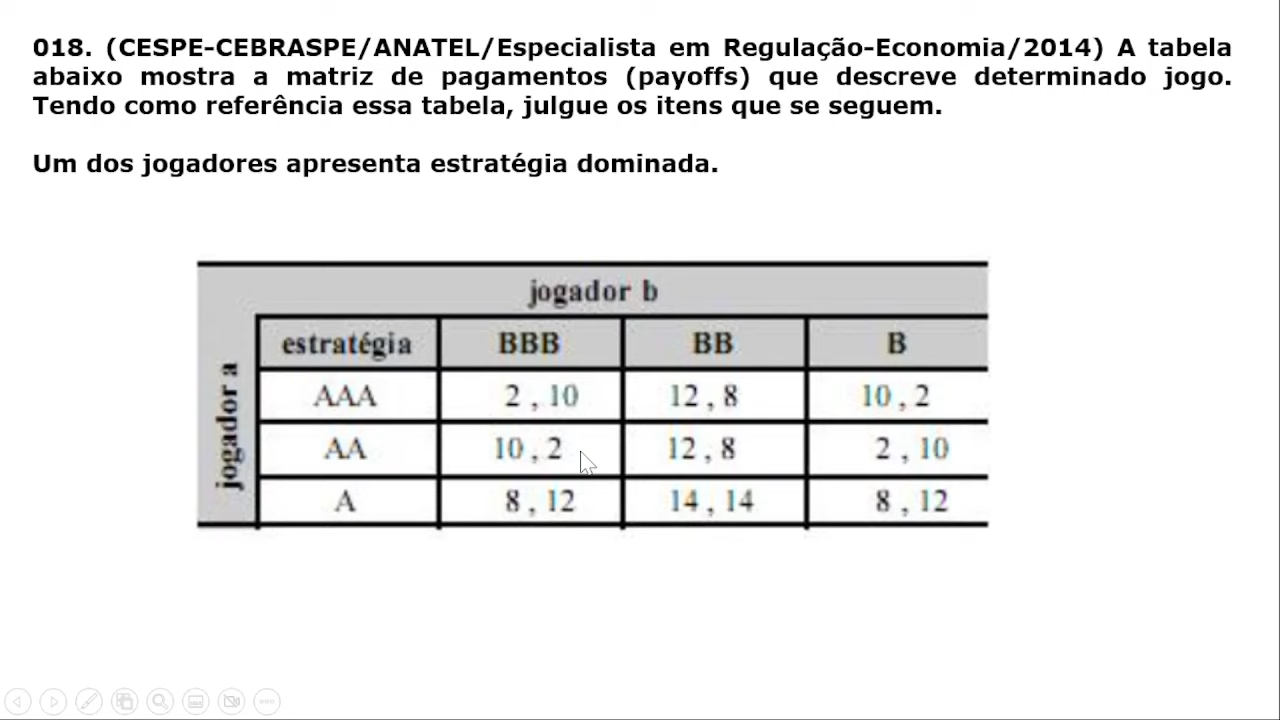 018. (CESPE-CEBRASPE/ANATEL/Especialista em Regulação-Economia/2014) A tabela
abaixo mostra a matriz de pagamentos (payoffs) que descreve determinado jogo.
Tendo como referência essa tabela, julgue os itens que se seguem.
Um dos jogadores apresenta estratégia dominada.
jogador b
jogador a
estratégia BBB BB B
AAA 2 , 10 12 , 8 10 , 2
AA 10 , 2 12 , 8 2 , 10
A 8 , 12 14 , 14 8 , 12